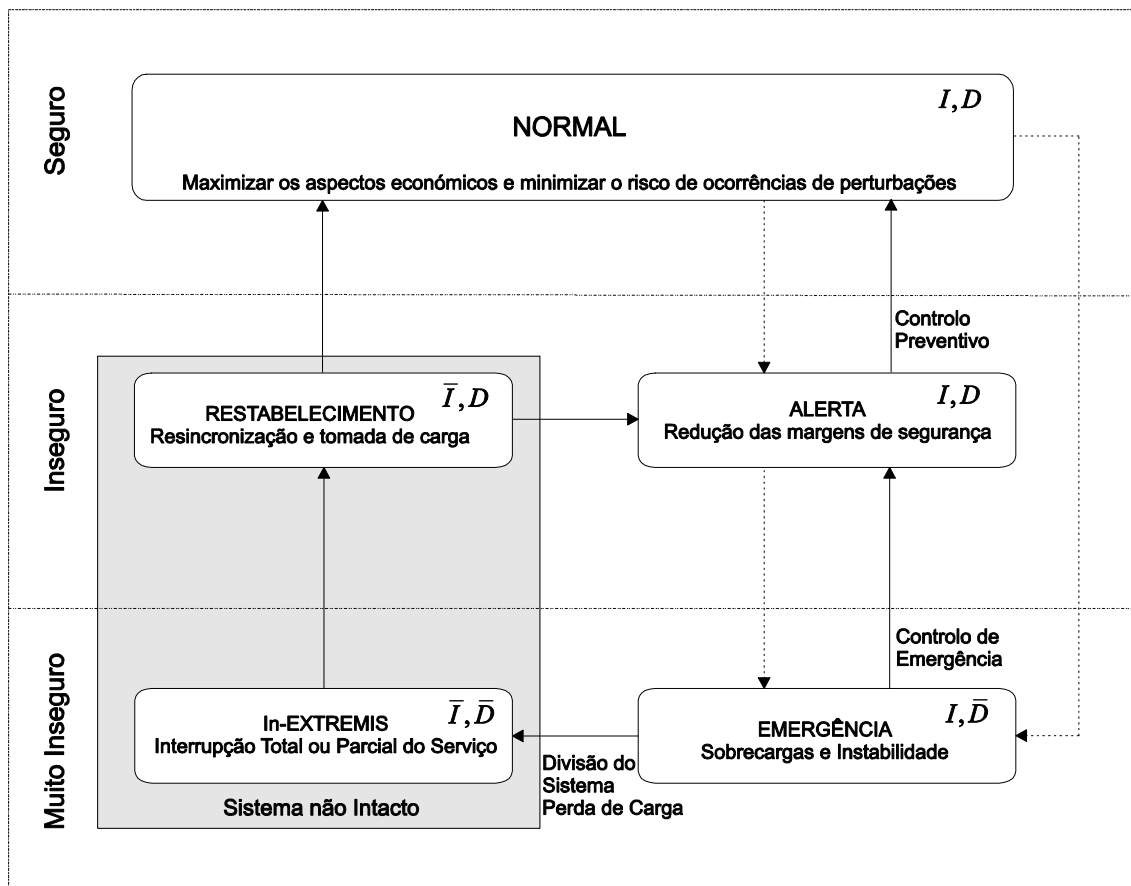 Seguro
I,D
NORMAL
Maximizar os aspectos económicos e minimizar o risco de ocorrências de perturbações
Controlo
Preventivo
Inseguro
I̅,D
RESTABELECIMENTO
Resincronização e tomada de carga
I,D
ALERTA
Redução das margens de segurança
Controlo de
Emergência
Muito Inseguro
I̅,D̅
In-EXTREMIS
Interrupção Total ou Parcial do Serviço
I,D̅
EMERGÊNCIA
Sobrecargas e Instabilidade
Divisão do
Sistema
Perda de Carga
Sistema não Intacto